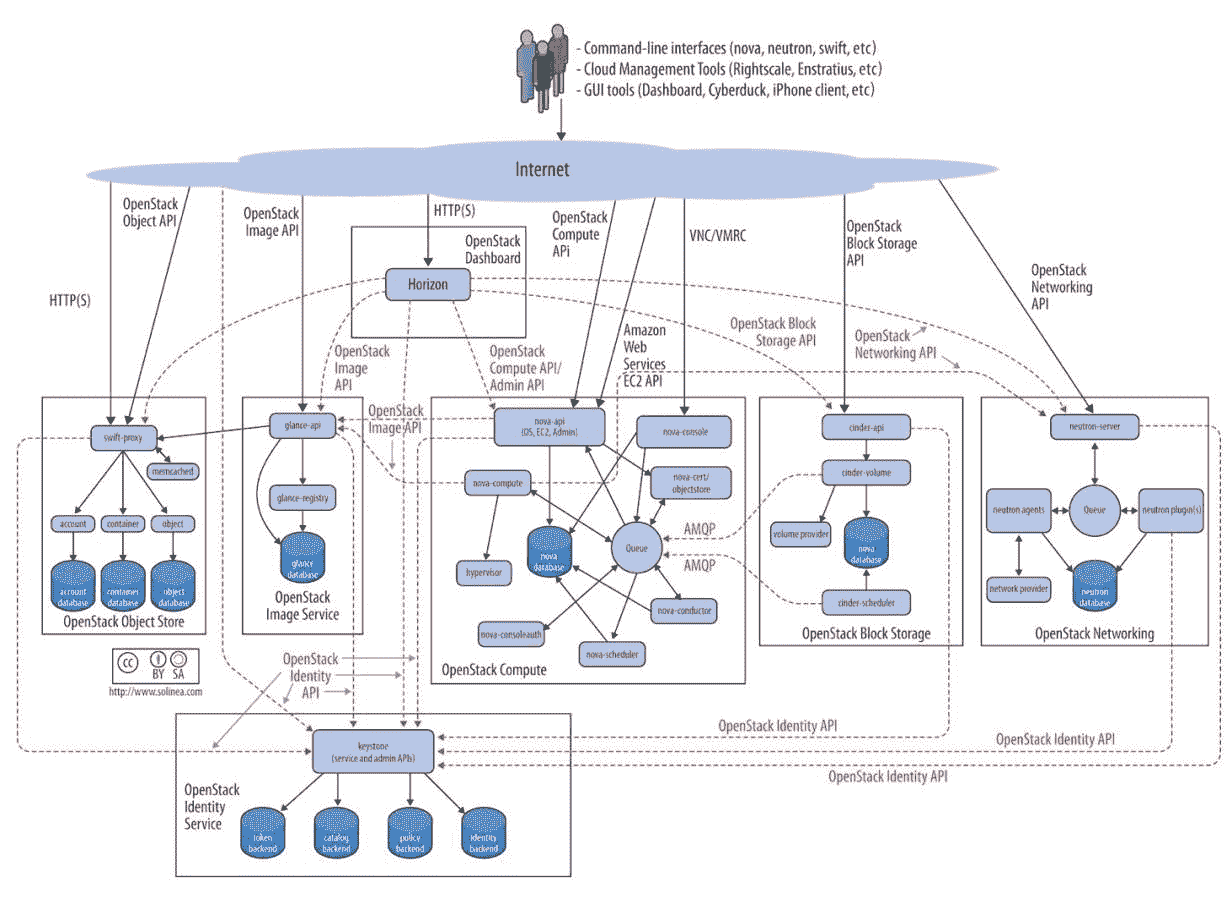 - Command-line interfaces (nova, neutron, swift, etc)
- Cloud Management Tools (Rightscale, Enstratius, etc)
- GUI tools (Dashboard, Cyberduck, iPhone client, etc)
Internet
OpenStack
Object API
HTTP(S)
OpenStack
Image API
HTTP(S)
OpenStack
Dashboard
Horizon
OpenStack
Compute
APi
VNC/VMRC
OpenStack
Block Storage
API
OpenStack
Networking
API
OpenStack
Image
API
OpenStack
Compute API/
Admin API
Amazon
Web
Services
EC2 API
OpenStack Block
Storage API
OpenStack
Networking API
swift-proxy
memcached
account
container
object
account
database
container
database
object
database
OpenStack Object Store
glance-api
glance-registry
glance
database
OpenStack
Image Service
OpenStack
Image API
nova-api
(OS, EC2, Admin)
nova-console
nova-compute
nova-cert/
objectstore
nova
database
Queue
hypervisor
nova-conductor
nova-consoleauth
nova-scheduler
OpenStack Compute
AMQP
AMQP
cinder-api
cinder-volume
volume provider
nova
database
cinder-scheduler
OpenStack Block Storage
neutron-server
neutron agents
Queue
neutron plugin(s)
network provider
neutron
database
OpenStack Networking
cc
BY SA
http://www.solinea.com
OpenStack
Identity
API
OpenStack Identity API
OpenStack Identity API
OpenStack Identity API
keystone
(service and admin APIs)
OpenStack
Identity
Service
token
backend
catalog
backend
policy
backend
identity
backend